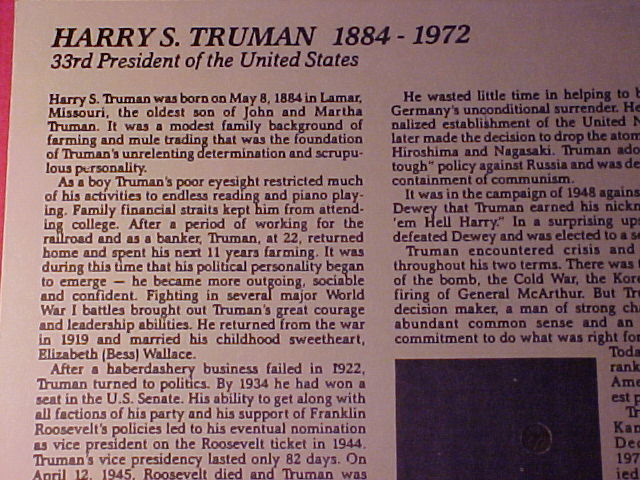 HARRY S. TRUMAN 1884 - 1972
33rd President of the United States
Harry S. Truman was born on May 8, 1884 in Lamar,
Missouri, the oldest son of John and Martha
Truman. It was a modest family background of
farming and mule trading that was the foundation
of Truman's unrelenting determination and scrupu-
lous personality.
As a boy Truman's poor eyesight restricted much
of his activities to endless reading and piano play-
ing. Family financial straits kept him from attend-
ing college. After a period of working for the
railroad and as a banker, Truman, at 22, returned
home and spent his next 11 years farming. It was
during this time that his political personality began
to emerge — he became more outgoing, sociable
and confident. Fighting in several major World
War I battles brought out Truman's great courage
and leadership abilities. He returned from the war
in 1919 and married his childhood sweetheart,
Elizabeth (Bess) Wallace.
After a haberdashery business failed in 1922,
Truman turned to politics. By 1934 he had won a
seat in the U.S. Senate. His ability to get along with
all factions of his party and his support of Franklin
Roosevelt's policies led to his eventual nomination
as vice president on the Roosevelt ticket in 1944.
Truman's vice presidency lasted only 82 days. On
April 12, 1945, Roosevelt died and Truman was
He wasted little time in helping to
Germany's unconditional surrender. He
nalized establishment of the United N
later made the decision to drop the atom
Hiroshima and Nagasaki. Truman ado
tough" policy against Russia and was de
containment of communism.
It was in the campaign of 1948 agains
Dewey that Truman earned his nickn
'em Hell Harry." In a surprising up
defeated Dewey and was elected to a se
Truman encountered crisis and
throughout his two terms. There was t
of the bomb, the Cold War, the Kore
firing of General McArthur. But Tr
decision maker, a man of strong cha
abundant common sense and an
commitment to do what was right for
Toda
rank
Ame
est p
Tr
Kan
Dec
197
ied